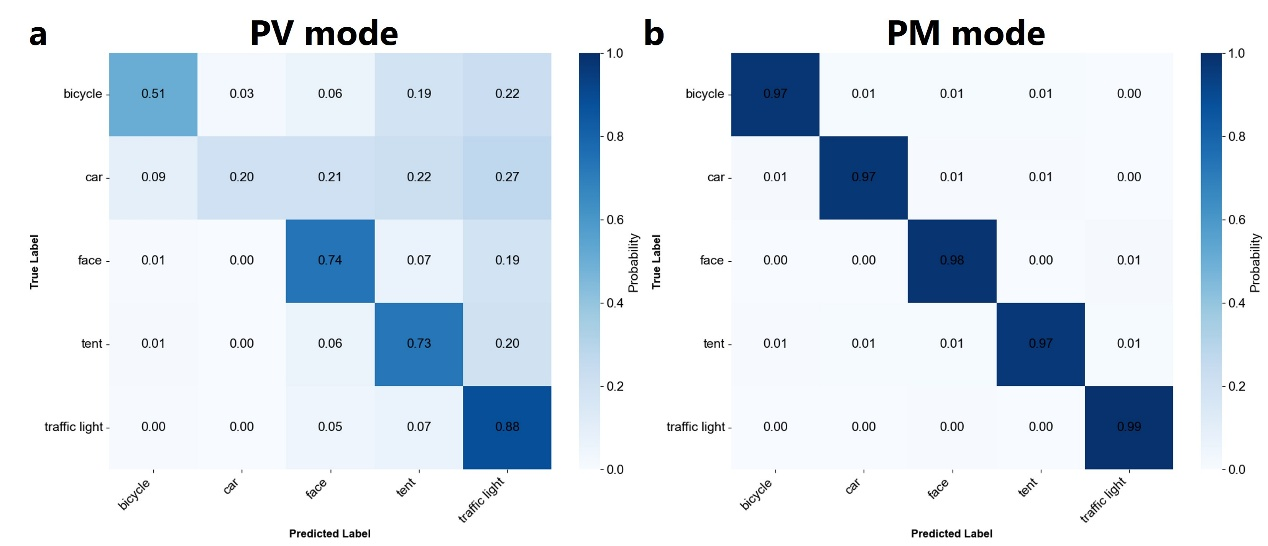 a PV mode
bicycle 0.51 0.03 0.06 0.19 0.22
car 0.09 0.20 0.21 0.22 0.27
face 0.01 0.00 0.74 0.07 0.19
tent 0.01 0.00 0.06 0.73 0.20
traffic light 0.00 0.00 0.05 0.07 0.88
bicycle car face tent traffic light
Predicted Label
True Label
1.0
0.8
0.6
0.4
0.2
0.0
Probability
b PM mode
bicycle 0.97 0.01 0.01 0.01 0.00
car 0.01 0.97 0.01 0.01 0.00
face 0.00 0.00 0.98 0.00 0.01
tent 0.01 0.01 0.01 0.97 0.01
traffic light 0.00 0.00 0.00 0.00 0.99
bicycle car face tent traffic light
Predicted Label
True Label
1.0
0.8
0.6
0.4
0.2
0.0
Probability